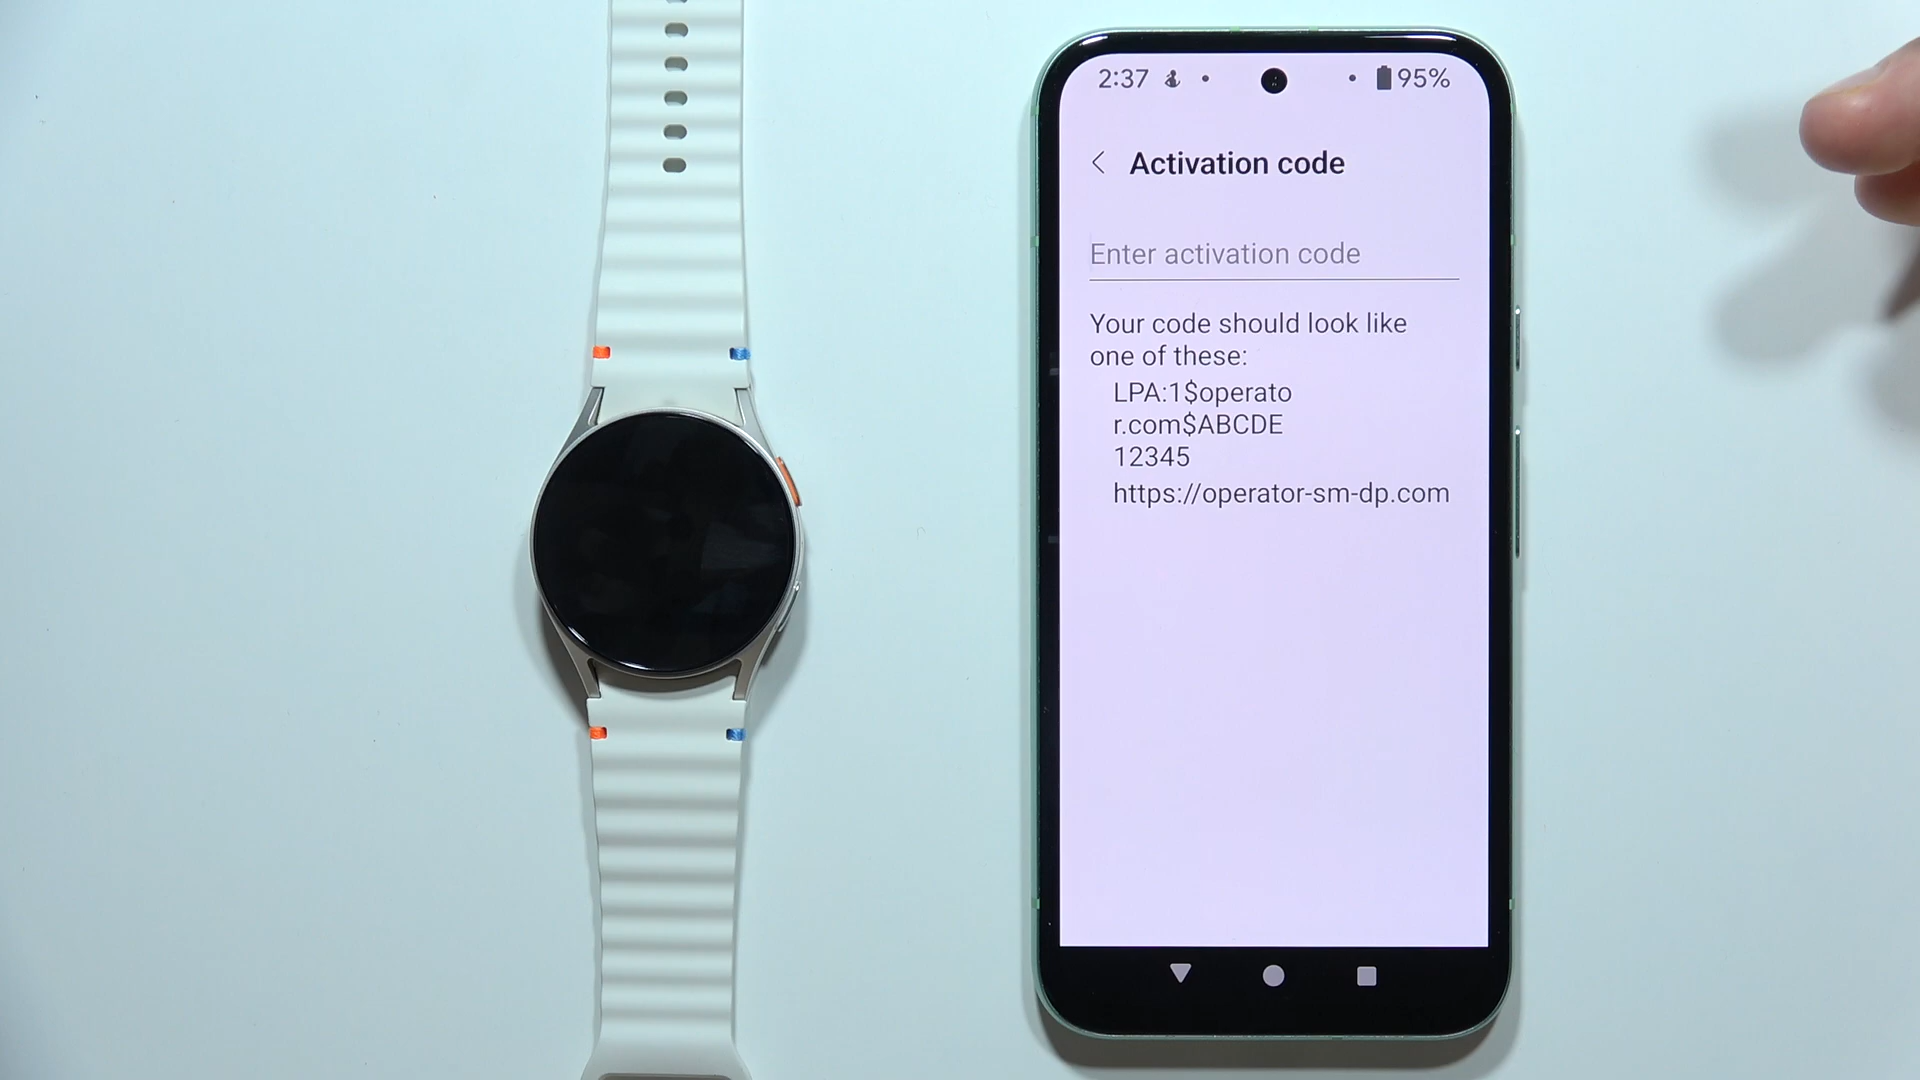 2:37
95%
Activation code
Enter activation code
Your code should look like
one of these:
LPA:1$operato
r.com$ABCDE
12345
https://operator-sm-dp.com